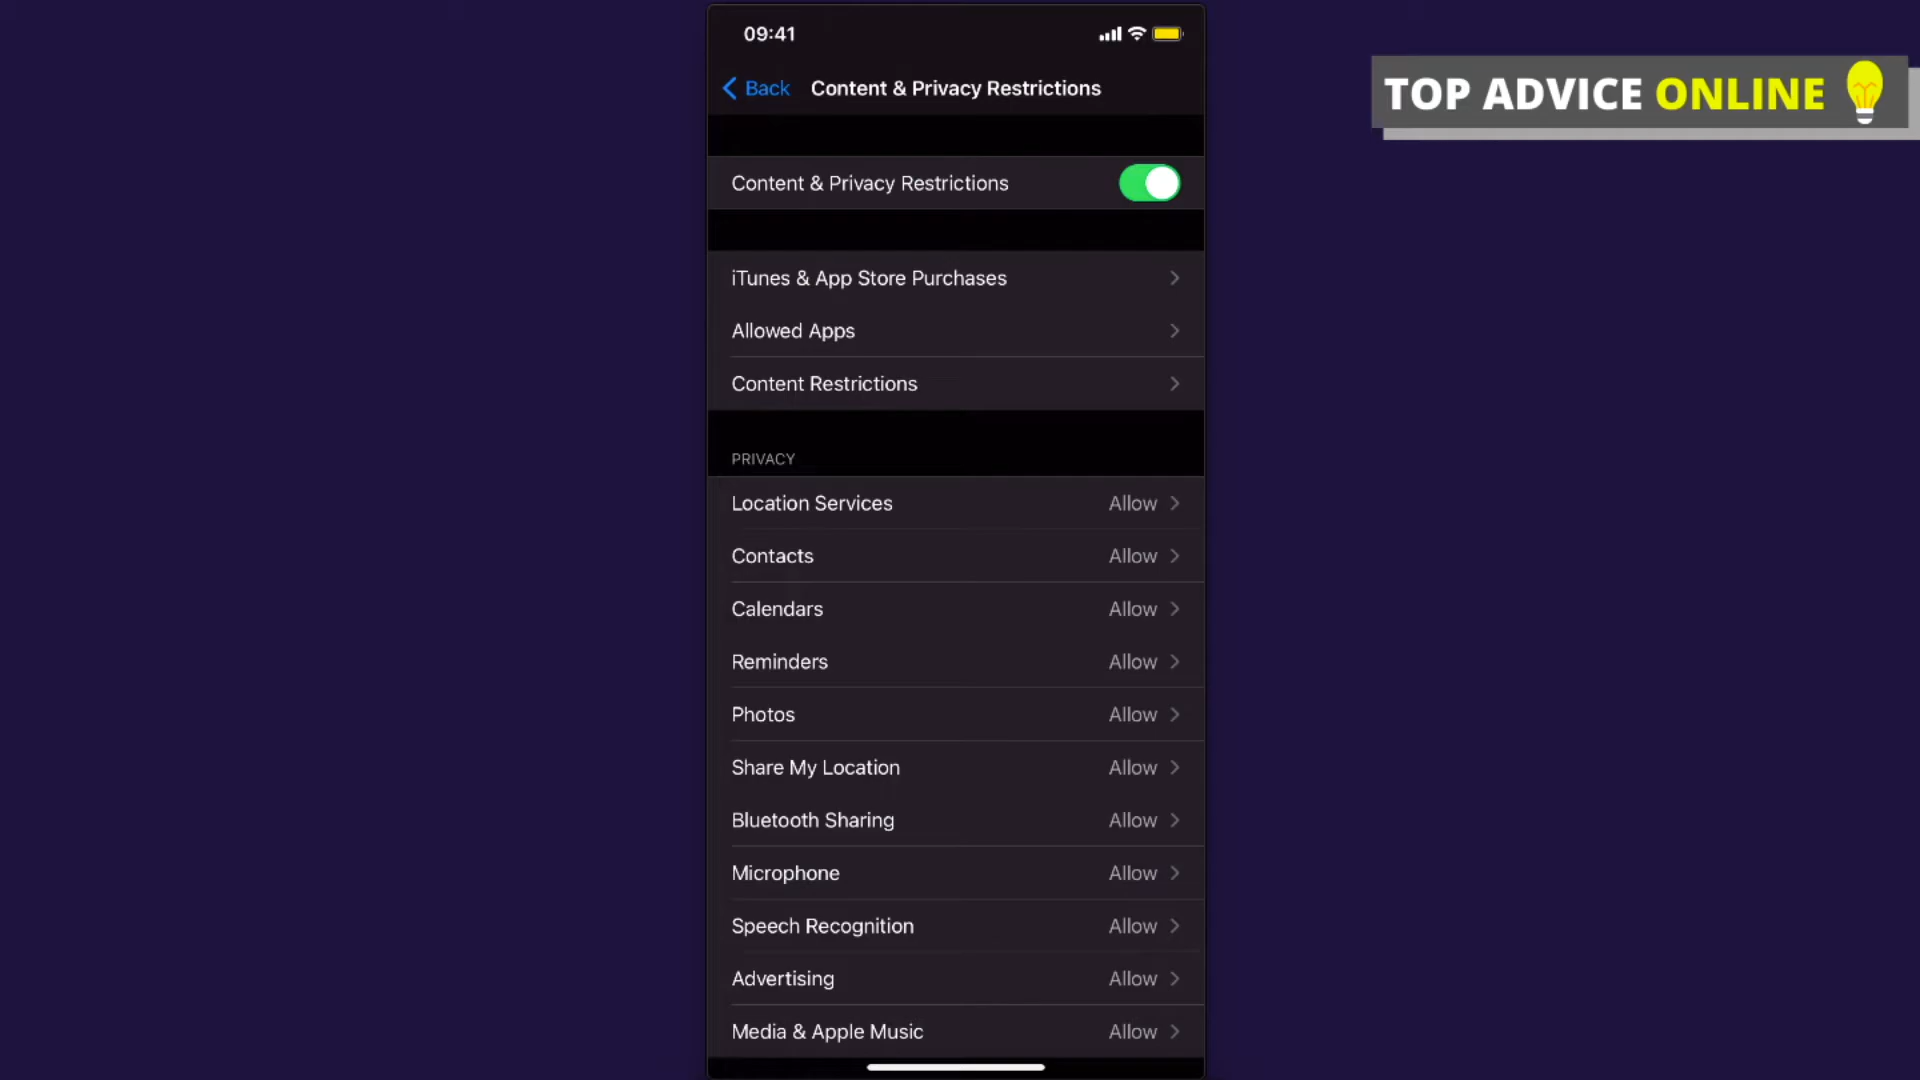 09:41
TOP ADVICE ONLINE
Back
Content & Privacy Restrictions
Content & Privacy Restrictions
iTunes & App Store Purchases
Allowed Apps
Content Restrictions
PRIVACY
Location Services Allow
Contacts Allow
Calendars Allow
Reminders Allow
Photos Allow
Share My Location Allow
Bluetooth Sharing Allow
Microphone Allow
Speech Recognition Allow
Advertising Allow
Media & Apple Music Allow